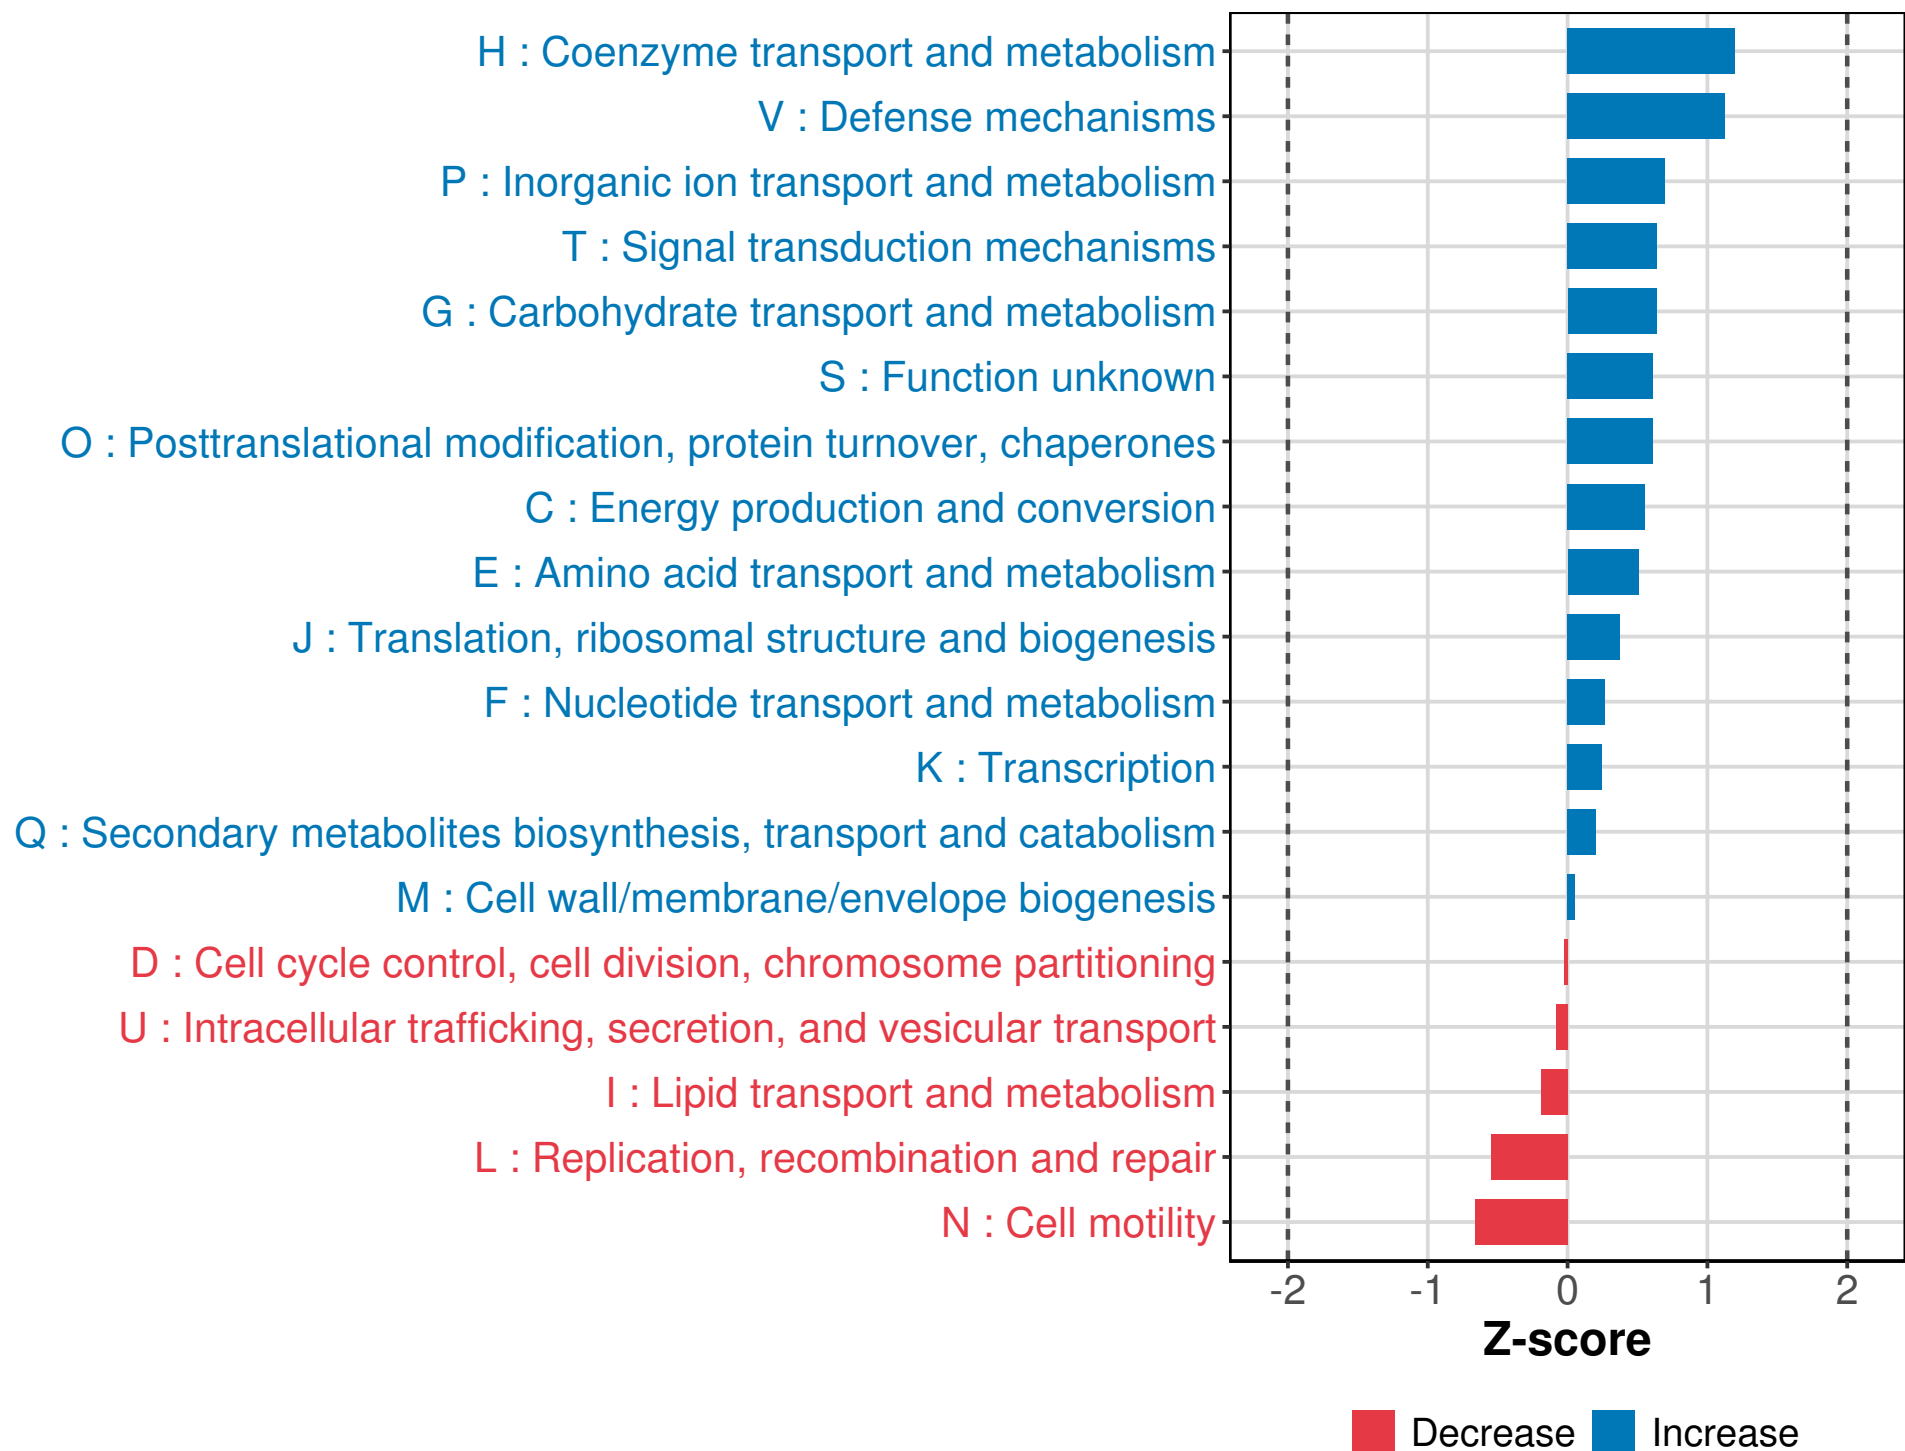 H : Coenzyme transport and metabolism
V : Defense mechanisms
P : Inorganic ion transport and metabolism
T : Signal transduction mechanisms
G : Carbohydrate transport and metabolism
S : Function unknown
O : Posttranslational modification, protein turnover, chaperones
C : Energy production and conversion
E : Amino acid transport and metabolism
J : Translation, ribosomal structure and biogenesis
F : Nucleotide transport and metabolism
K : Transcription
Q : Secondary metabolites biosynthesis, transport and catabolism
M : Cell wall/membrane/envelope biogenesis
D : Cell cycle control, cell division, chromosome partitioning
U : Intracellular trafficking, secretion, and vesicular transport
I : Lipid transport and metabolism
L : Replication, recombination and repair
N : Cell motility
-2 -1 0 1 2
Z-score
Decrease Increase